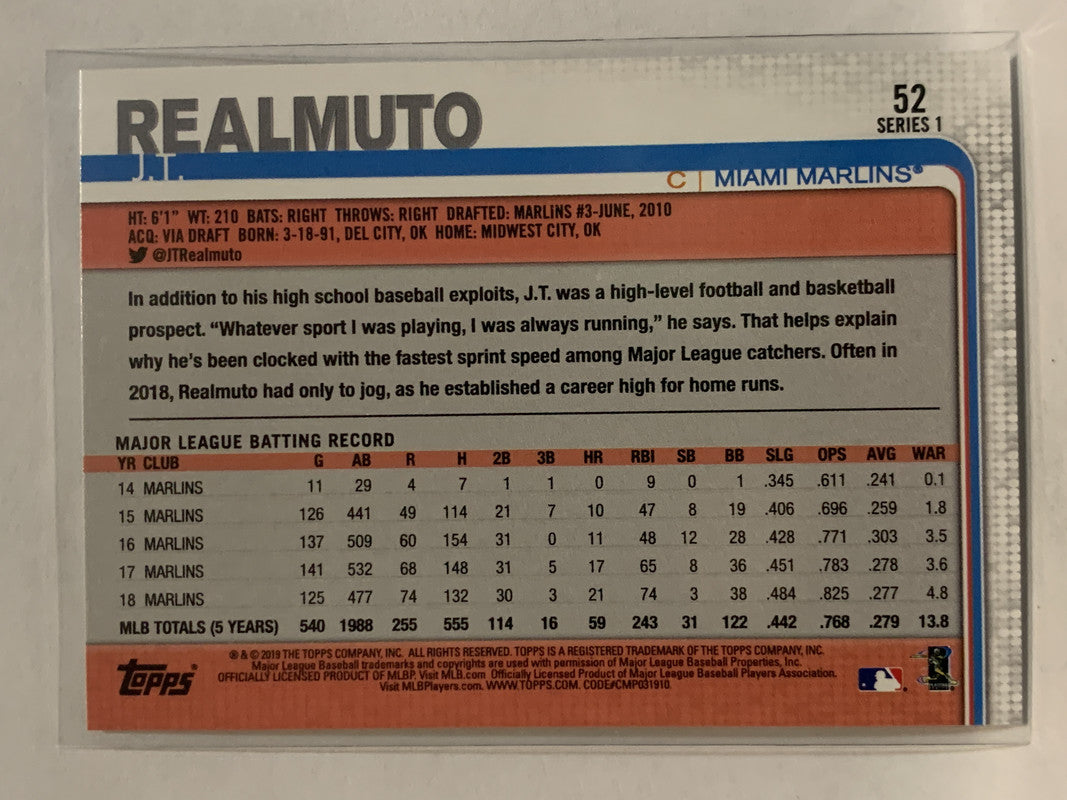 REALMUTO
J.T.
52
SERIES 1
C | MIAMI MARLINS®
HT: 6'1" WT: 210 BATS: RIGHT THROWS: RIGHT DRAFTED: MARLINS #3-JUNE, 2010
ACQ: VIA DRAFT BORN: 3-18-91, DEL CITY, OK HOME: MIDWEST CITY, OK
@JTRealmuto
In addition to his high school baseball exploits, J.T. was a high-level football and basketball
prospect. “Whatever sport I was playing, I was always running,” he says. That helps explain
why he's been clocked with the fastest sprint speed among Major League catchers. Often in
2018, Realmuto had only to jog, as he established a career high for home runs.
MAJOR LEAGUE BATTING RECORD
YR CLUB G AB R H 2B 3B HR RBI SB BB SLG OPS AVG WAR
14 MARLINS 11 29 4 7 1 1 0 9 0 1 .345 .611 .241 0.1
15 MARLINS 126 441 49 114 21 7 10 47 8 19 .406 .696 .259 1.8
16 MARLINS 137 509 60 154 31 0 11 48 12 28 .428 .771 .303 3.5
17 MARLINS 141 532 68 148 31 5 17 65 8 36 .451 .783 .278 3.6
18 MARLINS 125 477 74 132 30 3 21 74 3 38 .484 .825 .277 4.8
MLB TOTALS (5 YEARS) 540 1988 255 555 114 16 59 243 31 122 .442 .768 .279 13.8
® & © 2019 THE TOPPS COMPANY, INC. ALL RIGHTS RESERVED. TOPPS IS A REGISTERED TRADEMARK OF THE TOPPS COMPANY, INC.
Major League Baseball trademarks and copyrights are used with permission of Major League Baseball Properties, Inc.
OFFICIALLY LICENSED PRODUCT OF MLBP. Visit MLB.com Officially Licensed Product of Major League Baseball Players Association.
Visit MLBPlayers.com. WWW.TOPPS.COM. CODE#CMP031910
Topps®